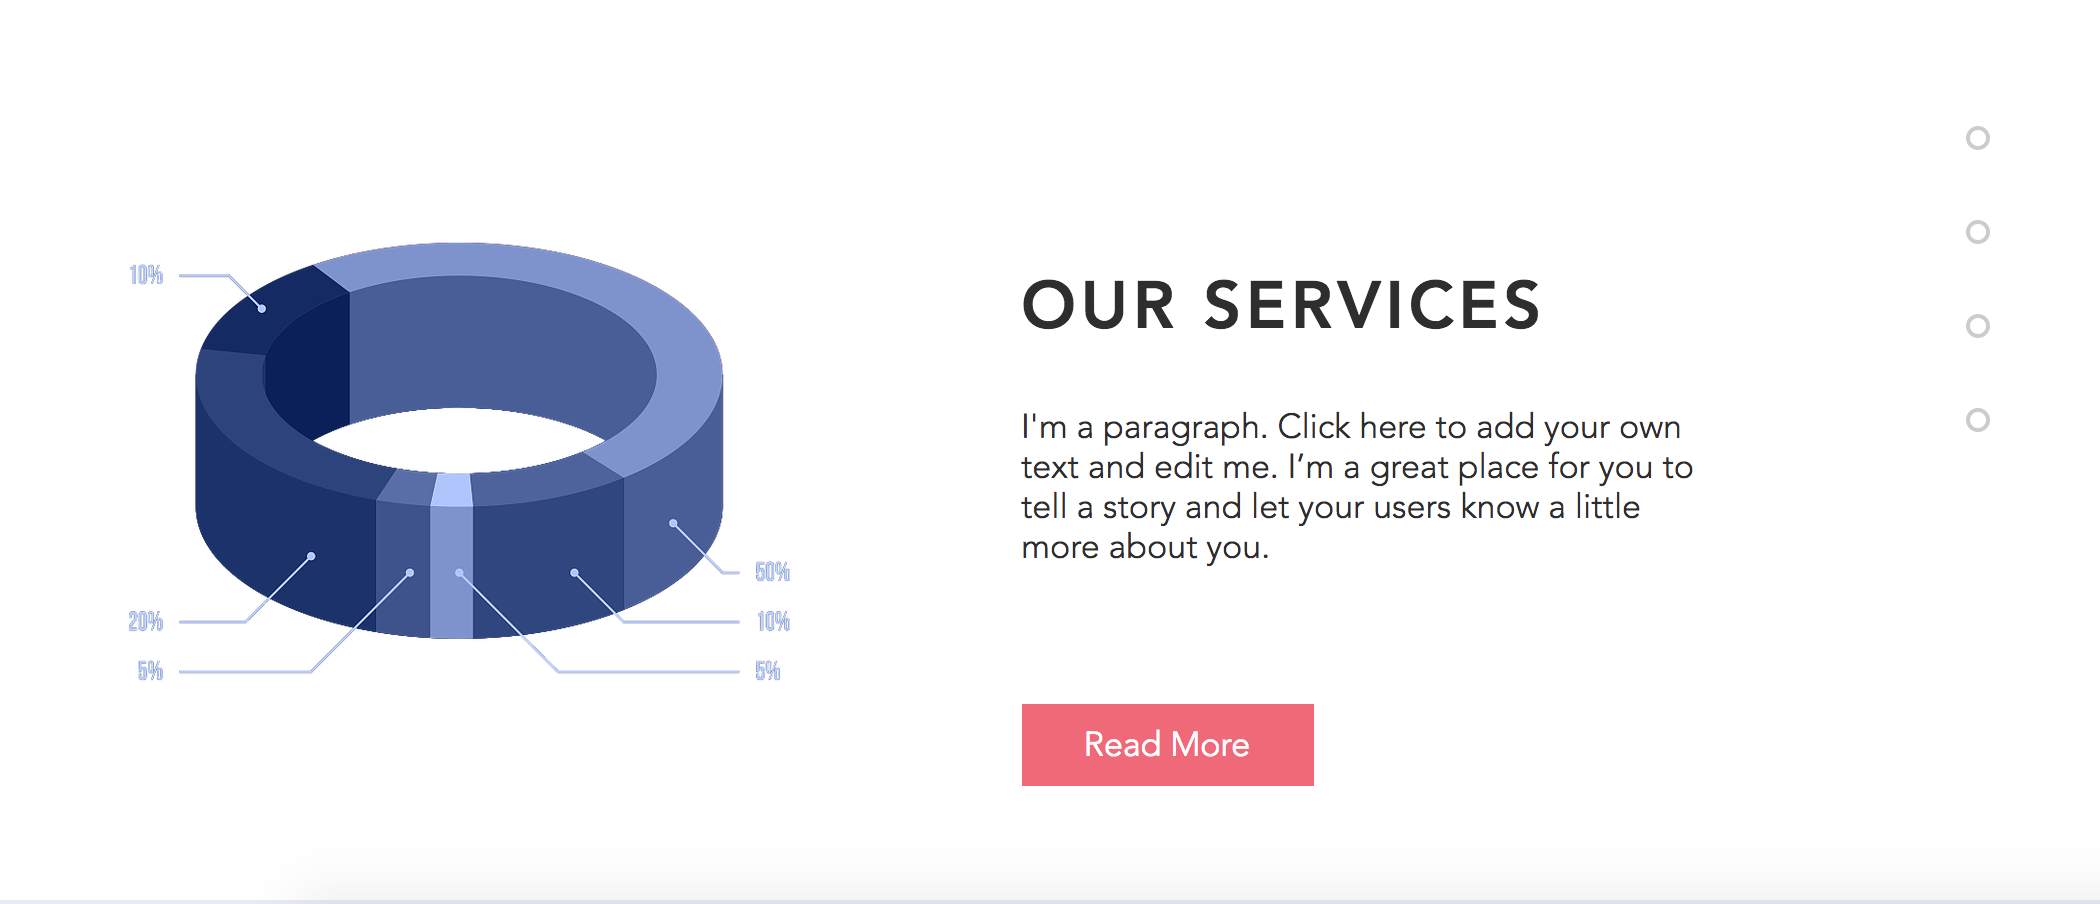 10%
20%
5%
50%
10%
5%
OUR SERVICES
I'm a paragraph. Click here to add your own
text and edit me. I’m a great place for you to
tell a story and let your users know a little
more about you.
Read More